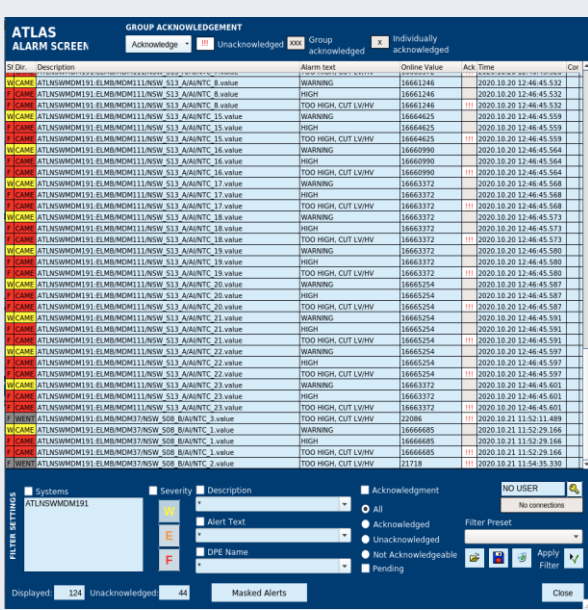 ATLAS
ALARM SCREEN
GROUP ACKNOWLEDGEMENT
Acknowledge !!! Unacknowledged XXX Group acknowledged X Individually acknowledged
SI Dir. Description Alarm text Online Value Ack Time Cor
W CAME ATLNSWMDM191:ELMB/MDM111/NSW_S13_A/AI/NTC_8.value WARNING 16661246 2020.10.20 12:46:45.532
F CAME ATLNSWMDM191:ELMB/MDM111/NSW_S13_A/AI/NTC_8.value HIGH 16661246 2020.10.20 12:46:45.532
F CAME ATLNSWMDM191:ELMB/MDM111/NSW_S13_A/AI/NTC_8.value TOO HIGH, CUT LV/HV 16661246 !!! 2020.10.20 12:46:45.532
W CAME ATLNSWMDM191:ELMB/MDM111/NSW_S13_A/AI/NTC_15.value WARNING 16664625 2020.10.20 12:46:45.559
F CAME ATLNSWMDM191:ELMB/MDM111/NSW_S13_A/AI/NTC_15.value HIGH 16664625 2020.10.20 12:46:45.559
F CAME ATLNSWMDM191:ELMB/MDM111/NSW_S13_A/AI/NTC_15.value TOO HIGH, CUT LV/HV 16664625 !!! 2020.10.20 12:46:45.559
W CAME ATLNSWMDM191:ELMB/MDM111/NSW_S13_A/AI/NTC_16.value WARNING 16660990 2020.10.20 12:46:45.564
F CAME ATLNSWMDM191:ELMB/MDM111/NSW_S13_A/AI/NTC_16.value HIGH 16660990 2020.10.20 12:46:45.564
F CAME ATLNSWMDM191:ELMB/MDM111/NSW_S13_A/AI/NTC_16.value TOO HIGH, CUT LV/HV 16660990 !!! 2020.10.20 12:46:45.564
W CAME ATLNSWMDM191:ELMB/MDM111/NSW_S13_A/AI/NTC_17.value WARNING 16663372 2020.10.20 12:46:45.568
F CAME ATLNSWMDM191:ELMB/MDM111/NSW_S13_A/AI/NTC_17.value HIGH 16663372 2020.10.20 12:46:45.568
F CAME ATLNSWMDM191:ELMB/MDM111/NSW_S13_A/AI/NTC_17.value TOO HIGH, CUT LV/HV 16663372 !!! 2020.10.20 12:46:45.568
W CAME ATLNSWMDM191:ELMB/MDM111/NSW_S13_A/AI/NTC_18.value WARNING 16663372 2020.10.20 12:46:45.573
F CAME ATLNSWMDM191:ELMB/MDM111/NSW_S13_A/AI/NTC_18.value HIGH 16663372 2020.10.20 12:46:45.573
F CAME ATLNSWMDM191:ELMB/MDM111/NSW_S13_A/AI/NTC_18.value TOO HIGH, CUT LV/HV 16663372 !!! 2020.10.20 12:46:45.573
W CAME ATLNSWMDM191:ELMB/MDM111/NSW_S13_A/AI/NTC_19.value WARNING 16663372 2020.10.20 12:46:45.580
F CAME ATLNSWMDM191:ELMB/MDM111/NSW_S13_A/AI/NTC_19.value HIGH 16663372 2020.10.20 12:46:45.580
F CAME ATLNSWMDM191:ELMB/MDM111/NSW_S13_A/AI/NTC_19.value TOO HIGH, CUT LV/HV 16663372 !!! 2020.10.20 12:46:45.580
W CAME ATLNSWMDM191:ELMB/MDM111/NSW_S13_A/AI/NTC_20.value WARNING 16665254 2020.10.20 12:46:45.587
F CAME ATLNSWMDM191:ELMB/MDM111/NSW_S13_A/AI/NTC_20.value HIGH 16665254 2020.10.20 12:46:45.587
F CAME ATLNSWMDM191:ELMB/MDM111/NSW_S13_A/AI/NTC_20.value TOO HIGH, CUT LV/HV 16665254 !!! 2020.10.20 12:46:45.587
W CAME ATLNSWMDM191:ELMB/MDM111/NSW_S13_A/AI/NTC_21.value WARNING 16665254 2020.10.20 12:46:45.591
F CAME ATLNSWMDM191:ELMB/MDM111/NSW_S13_A/AI/NTC_21.value HIGH 16665254 2020.10.20 12:46:45.591
F CAME ATLNSWMDM191:ELMB/MDM111/NSW_S13_A/AI/NTC_21.value TOO HIGH, CUT LV/HV 16665254 !!! 2020.10.20 12:46:45.591
W CAME ATLNSWMDM191:ELMB/MDM111/NSW_S13_A/AI/NTC_22.value WARNING 16665254 2020.10.20 12:46:45.597
F CAME ATLNSWMDM191:ELMB/MDM111/NSW_S13_A/AI/NTC_22.value HIGH 16665254 2020.10.20 12:46:45.597
F CAME ATLNSWMDM191:ELMB/MDM111/NSW_S13_A/AI/NTC_22.value TOO HIGH, CUT LV/HV 16665254 !!! 2020.10.20 12:46:45.597
W CAME ATLNSWMDM191:ELMB/MDM111/NSW_S13_A/AI/NTC_23.value WARNING 16663372 2020.10.20 12:46:45.601
F CAME ATLNSWMDM191:ELMB/MDM111/NSW_S13_A/AI/NTC_23.value HIGH 16663372 2020.10.20 12:46:45.601
F CAME ATLNSWMDM191:ELMB/MDM111/NSW_S13_A/AI/NTC_23.value TOO HIGH, CUT LV/HV 16663372 !!! 2020.10.20 12:46:45.601
F WENT ATLNSWMDM191:ELMB/MDM37/NSW_S08_B/AI/NTC_3.value TOO HIGH, CUT LV/HV 22086 !!! 2020.10.21 11:52:11.489
W CAME ATLNSWMDM191:ELMB/MDM37/NSW_S08_B/AI/NTC_1.value WARNING 16666685 2020.10.21 11:52:29.166
F CAME ATLNSWMDM191:ELMB/MDM37/NSW_S08_B/AI/NTC_1.value HIGH 16666685 2020.10.21 11:52:29.166
F CAME ATLNSWMDM191:ELMB/MDM37/NSW_S08_B/AI/NTC_1.value TOO HIGH, CUT LV/HV 16666685 !!! 2020.10.21 11:52:29.166
F WENT ATLNSWMDM191:ELMB/MDM37/NSW_S08_B/AI/NTC_2.value TOO HIGH, CUT LV/HV 21718 !!! 2020.10.21 11:54:35.330
FILTER SETTINGS
Systems
ATLNSWMDM191
Severity
W
E
F
Description
*
Alert Text
*
DPE Name
*
Acknowledgment
All
Acknowledged
Unacknowledged
Not Acknowledgeable
Pending
NO USER
No connections
Filter Preset
Apply
Filter
Displayed: 124 Unacknowledged: 44 Masked Alerts Close